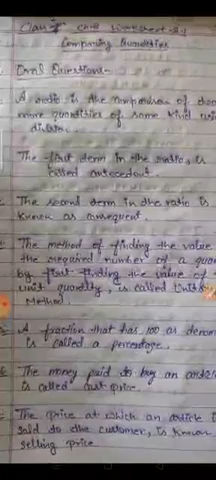 Class Civil Worksheet-
Comparing Quantities
Oral Questions-
A ratio is the comparison of
more quantities of same kind
division.
The first term in the ratio, is
called antecedent.
The second term in the ratio is
known as consequent.
The method of finding the value
the required number of a
by first finding the value of
unit quantity, is called
Method.
A fraction that has 100 as
is called a percentage.
The money paid to buy an
is called cost price.
The price at which an article
sold to the customer, is known
selling price